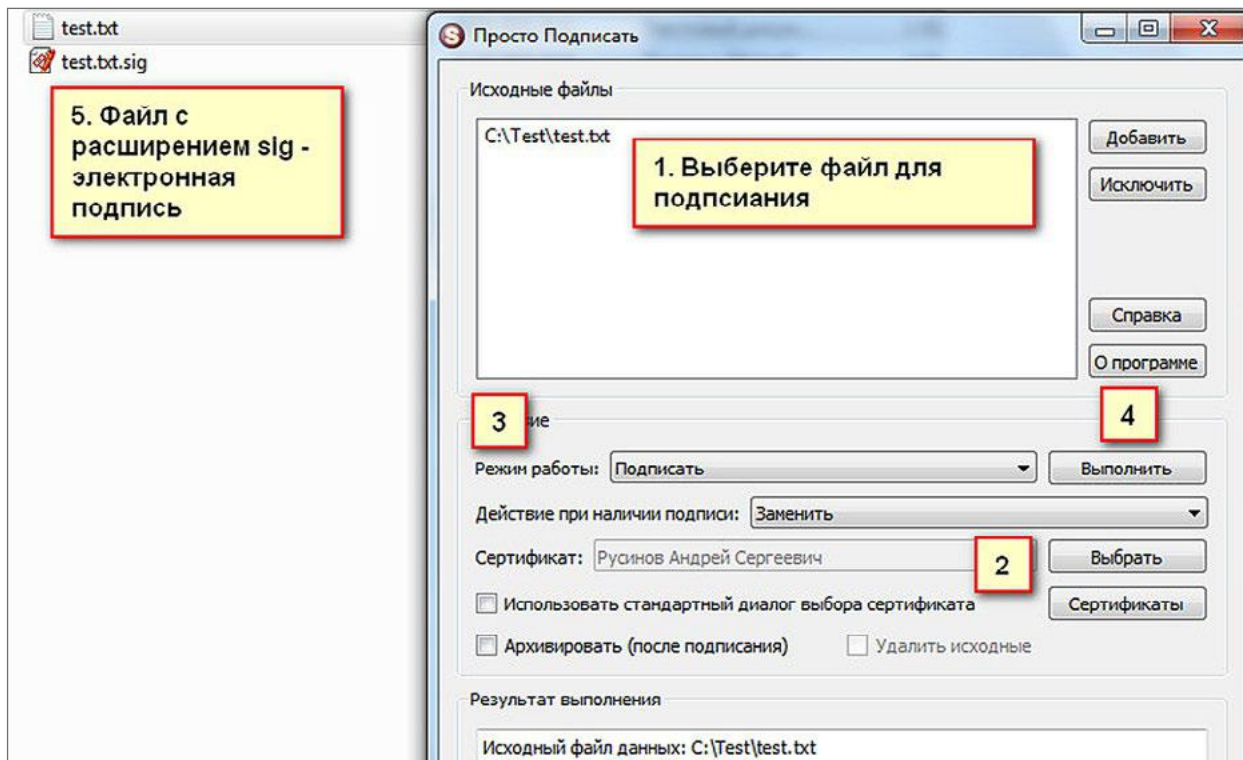 test.txt
test.txt.sig
5. Файл с
расширением sig -
электронная
подпись
Просто Подписать
Исходные файлы
C:\Test\test.txt
1. Выберите файл для
подпсиания
Добавить
Исключить
Справка
О программе
3
ие
4
Режим работы: Подписать
Выполнить
Действие при наличии подписи: Заменить
Сертификат: Русинов Андрей Сергеевич
2
Выбрать
Использовать стандартный диалог выбора сертификата
Сертификаты
Архивировать (после подписания)
Удалить исходные
Результат выполнения
Исходный файл данных: C:\Test\test.txt